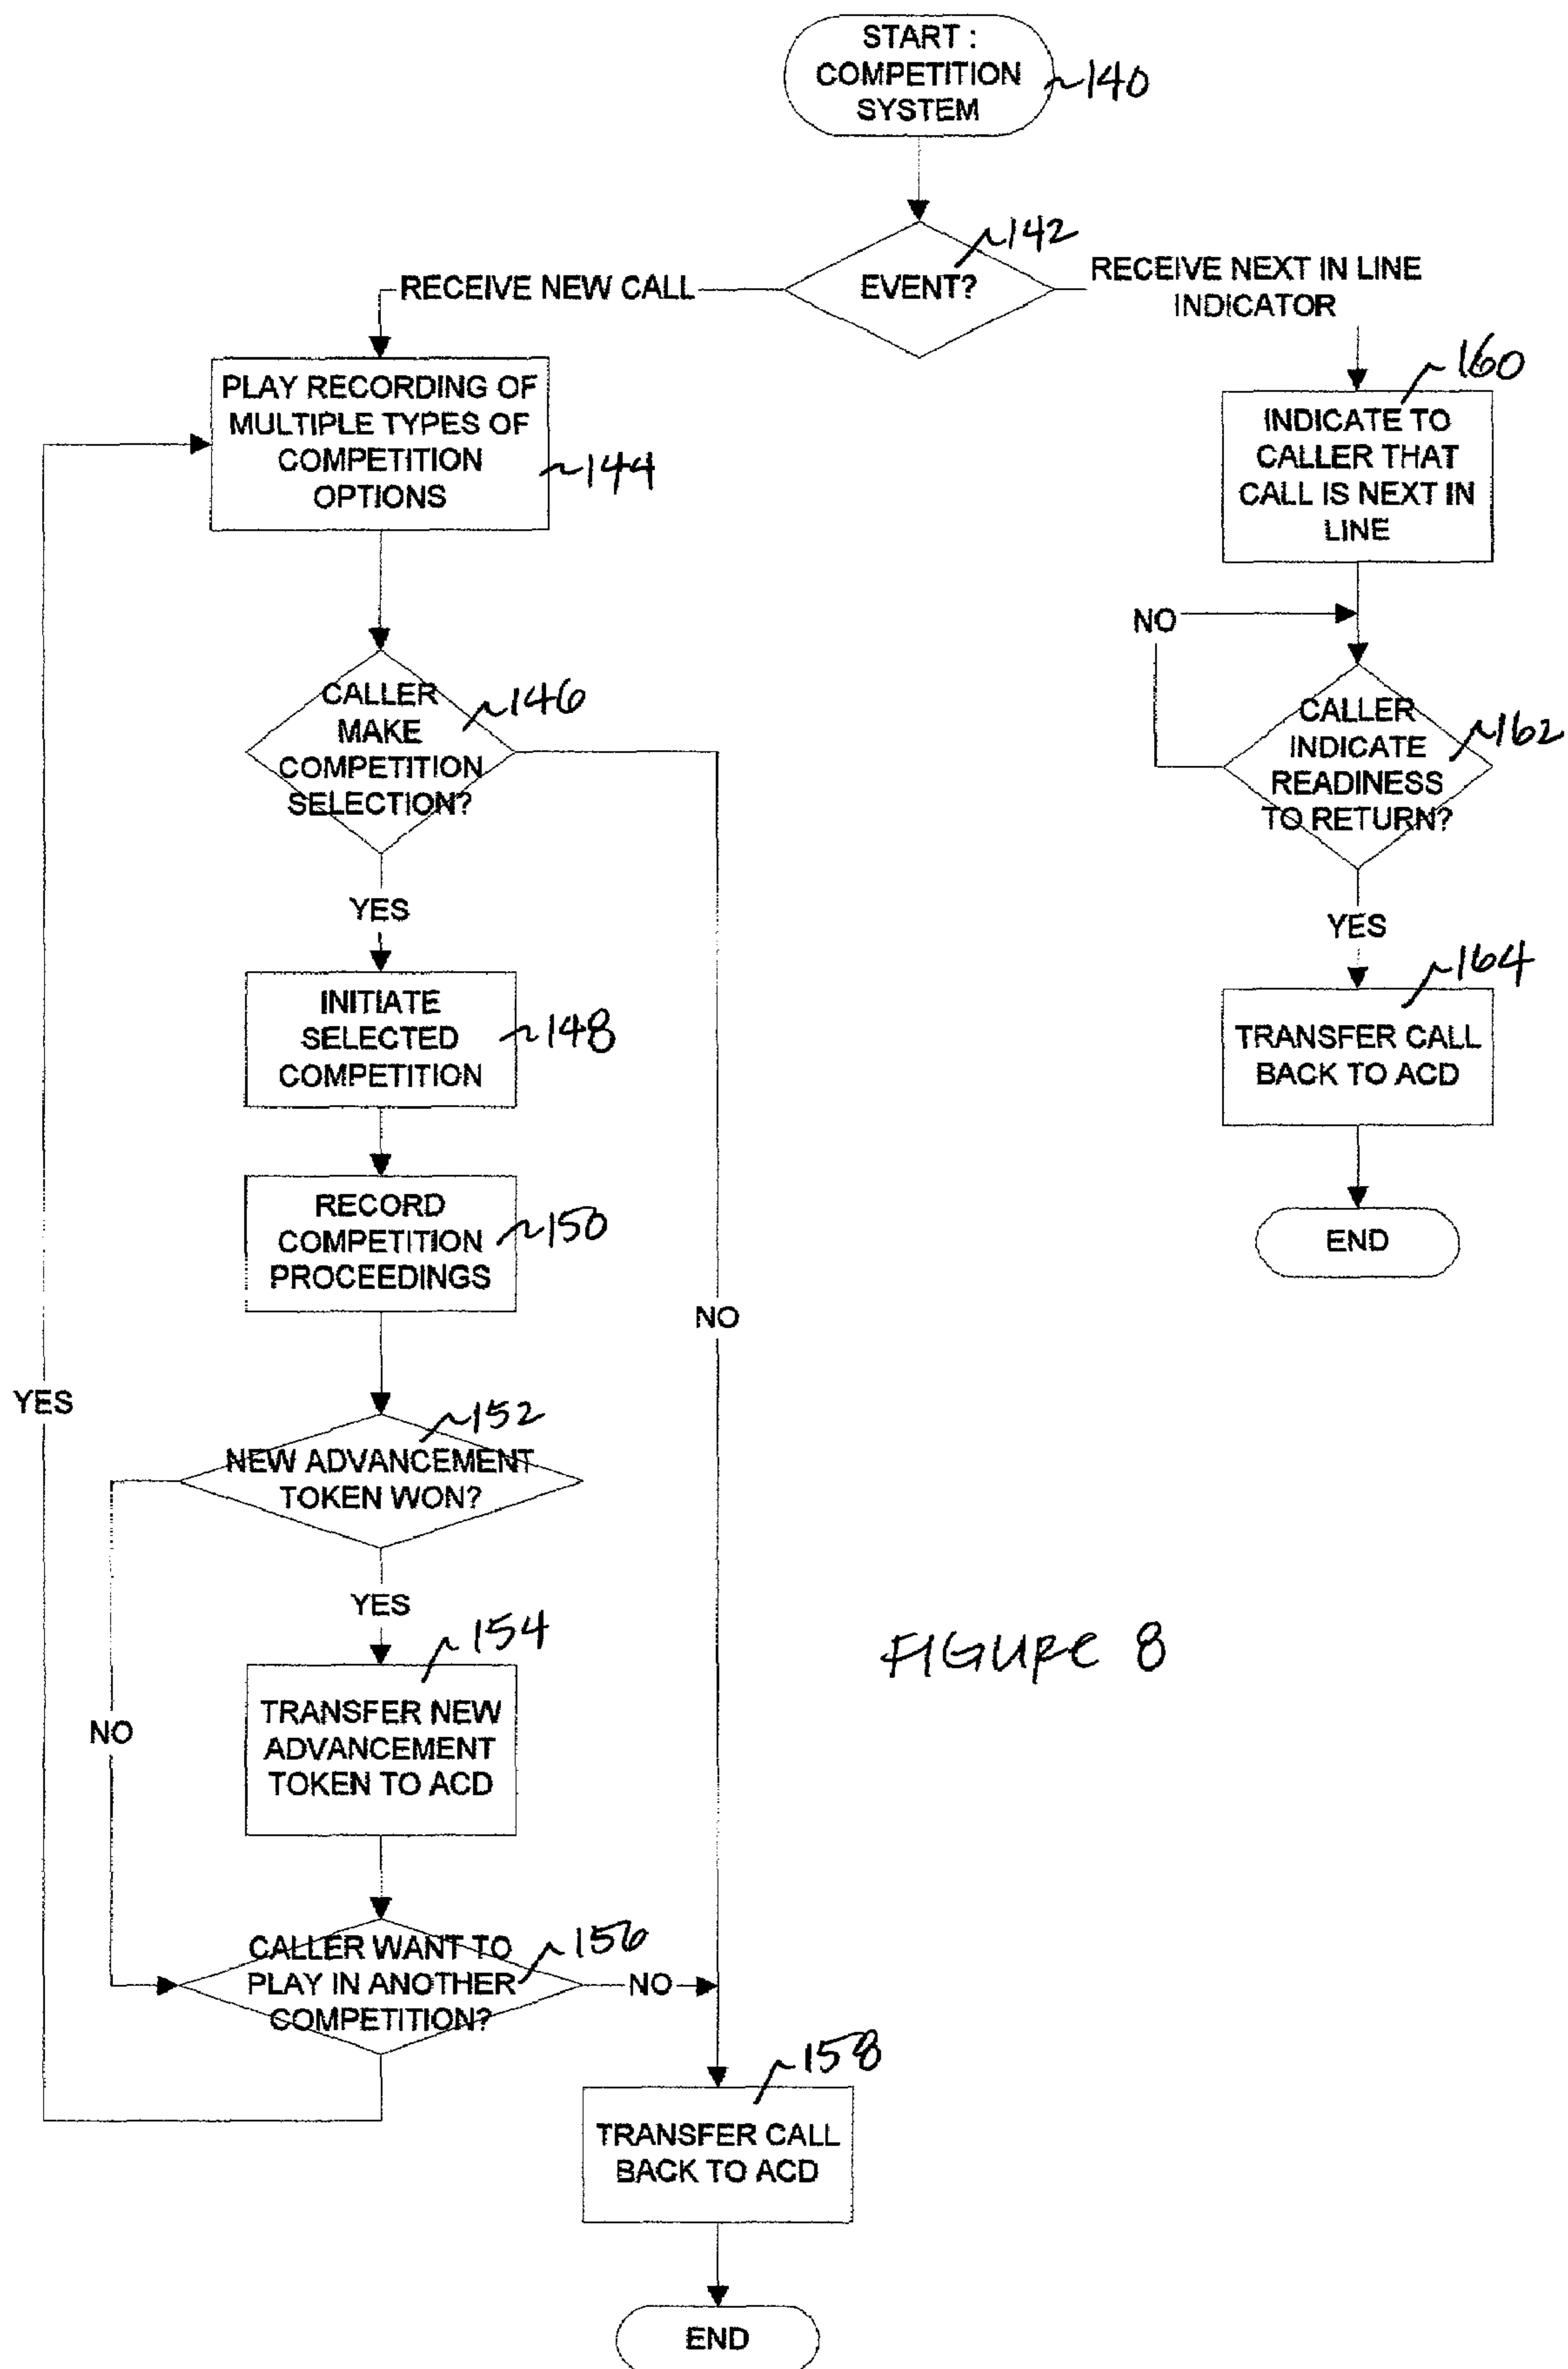 START :
COMPETITION
SYSTEM
~140
~142
EVENT?
RECEIVE NEW CALL
RECEIVE NEXT IN LINE
INDICATOR
PLAY RECORDING OF
MULTIPLE TYPES OF
COMPETITION
OPTIONS
~144
~160
INDICATE TO
CALLER THAT
CALL IS NEXT IN
LINE
NO
CALLER
MAKE
COMPETITION
SELECTION?
~146
CALLER
INDICATE
READINESS
TO RETURN?
~162
YES
YES
INITIATE
SELECTED
COMPETITION
~148
~164
TRANSFER CALL
BACK TO ACD
RECORD
COMPETITION
PROCEEDINGS
~150
END
NO
YES
~152
NEW ADVANCEMENT
TOKEN WON?
YES
~154
TRANSFER NEW
ADVANCEMENT
TOKEN TO ACD
NO
FIGURE 8
CALLER WANT TO
PLAY IN ANOTHER
COMPETITION?
~156
NO
~158
TRANSFER CALL
BACK TO ACD
END